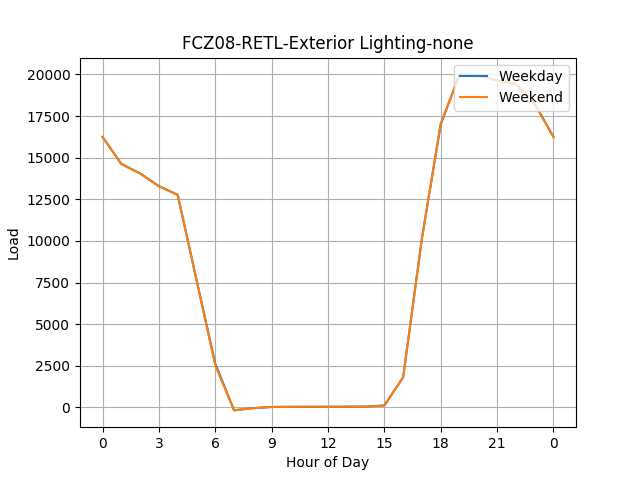 FCZ08-RETL-Exterior Lighting-none
Weekday
Weekend
20000
17500
15000
12500
10000
7500
5000
2500
0
Load
0 3 6 9 12 15 18 21 0
Hour of Day